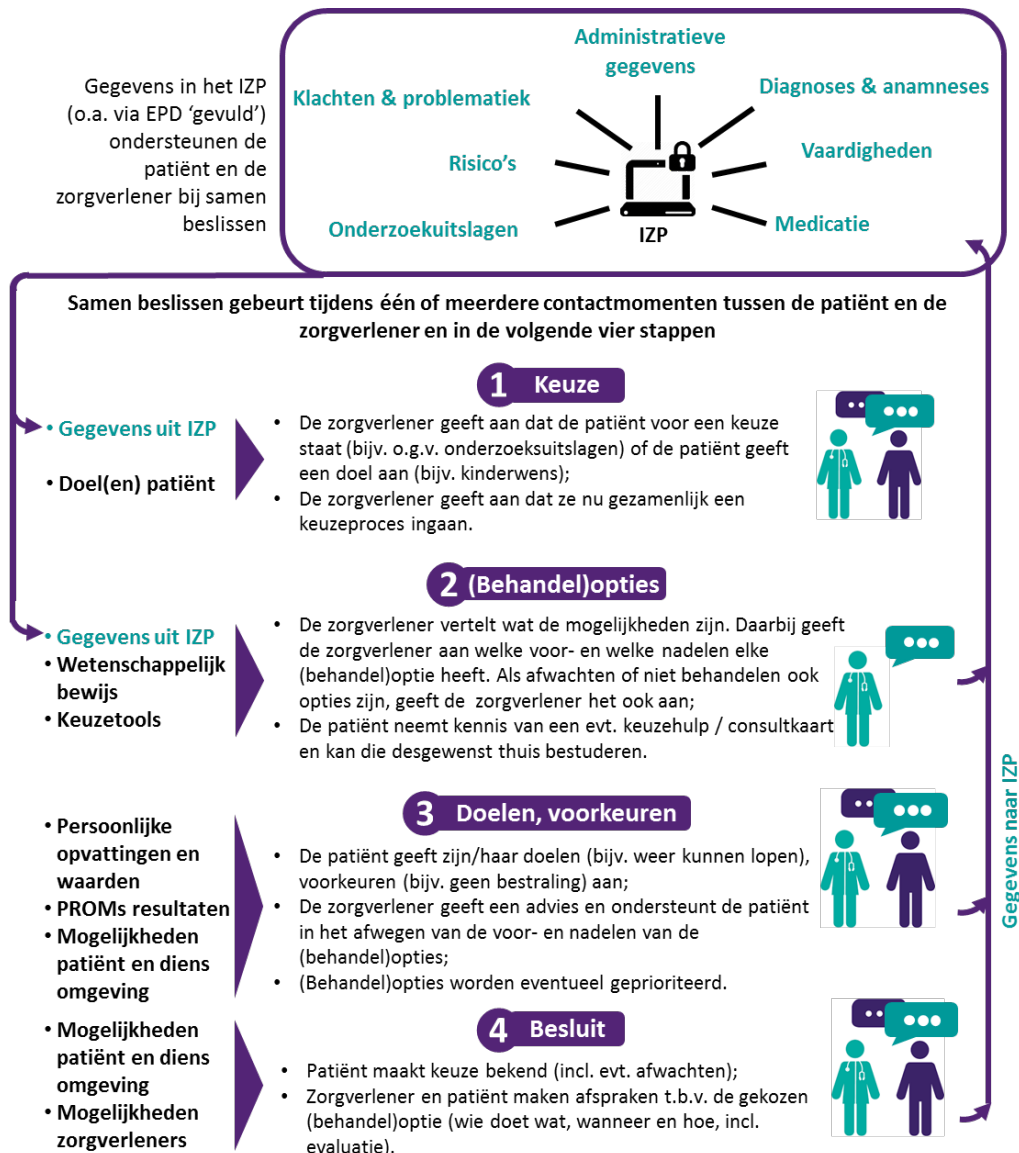 Gegevens in het IZP
(o.a. via EPD ‘gevuld’)
ondersteunen de
patiënt en de
zorgverlener bij samen
beslissen
Administratieve
gegevens
Klachten & problematiek
Diagnoses & anamneses
Risico’s
Vaardigheden
Onderzoekuitslagen
IZP
Medicatie
Samen beslissen gebeurt tijdens één of meerdere contactmomenten tussen de patiënt en de
zorgverlener en in de volgende vier stappen
1 Keuze
• Gegevens uit IZP
• Doel(en) patiënt
• De zorgverlener geeft aan dat de patiënt voor een keuze
staat (bijv. o.g.v. onderzoeksuitslagen) of de patiënt geeft
een doel aan (bijv. kinderwens);
• De zorgverlener geeft aan dat ze nu gezamenlijk een
keuzeproces ingaan.
2 (Behandel)opties
• Gegevens uit IZP
• Wetenschappelijk
bewijs
• Keuzetools
• De zorgverlener vertelt wat de mogelijkheden zijn. Daarbij geeft
de zorgverlener aan welke voor- en welke nadelen elke
(behandel)optie heeft. Als afwachten of niet behandelen ook
opties zijn, geeft de zorgverlener het ook aan;
• De patiënt neemt kennis van een evt. keuzehulp / consultkaart
en kan die desgewenst thuis bestuderen.
3 Doelen, voorkeuren
• Persoonlijke
opvattingen en
waarden
• PROMs resultaten
• Mogelijkheden
patiënt en diens
omgeving
• De patiënt geeft zijn/haar doelen (bijv. weer kunnen lopen),
voorkeuren (bijv. geen bestraling) aan;
• De zorgverlener geeft een advies en ondersteunt de patiënt
in het afwegen van de voor- en nadelen van de
(behandel)opties;
• (Behandel)opties worden eventueel geprioriteerd.
4 Besluit
• Mogelijkheden
patiënt en diens
omgeving
• Mogelijkheden
zorgverleners
• Patiënt maakt keuze bekend (incl. evt. afwachten);
• Zorgverlener en patiënt maken afspraken t.b.v. de gekozen
(behandel)optie (wie doet wat, wanneer en hoe, incl.
evaluatie).
Gegevens naar IZP